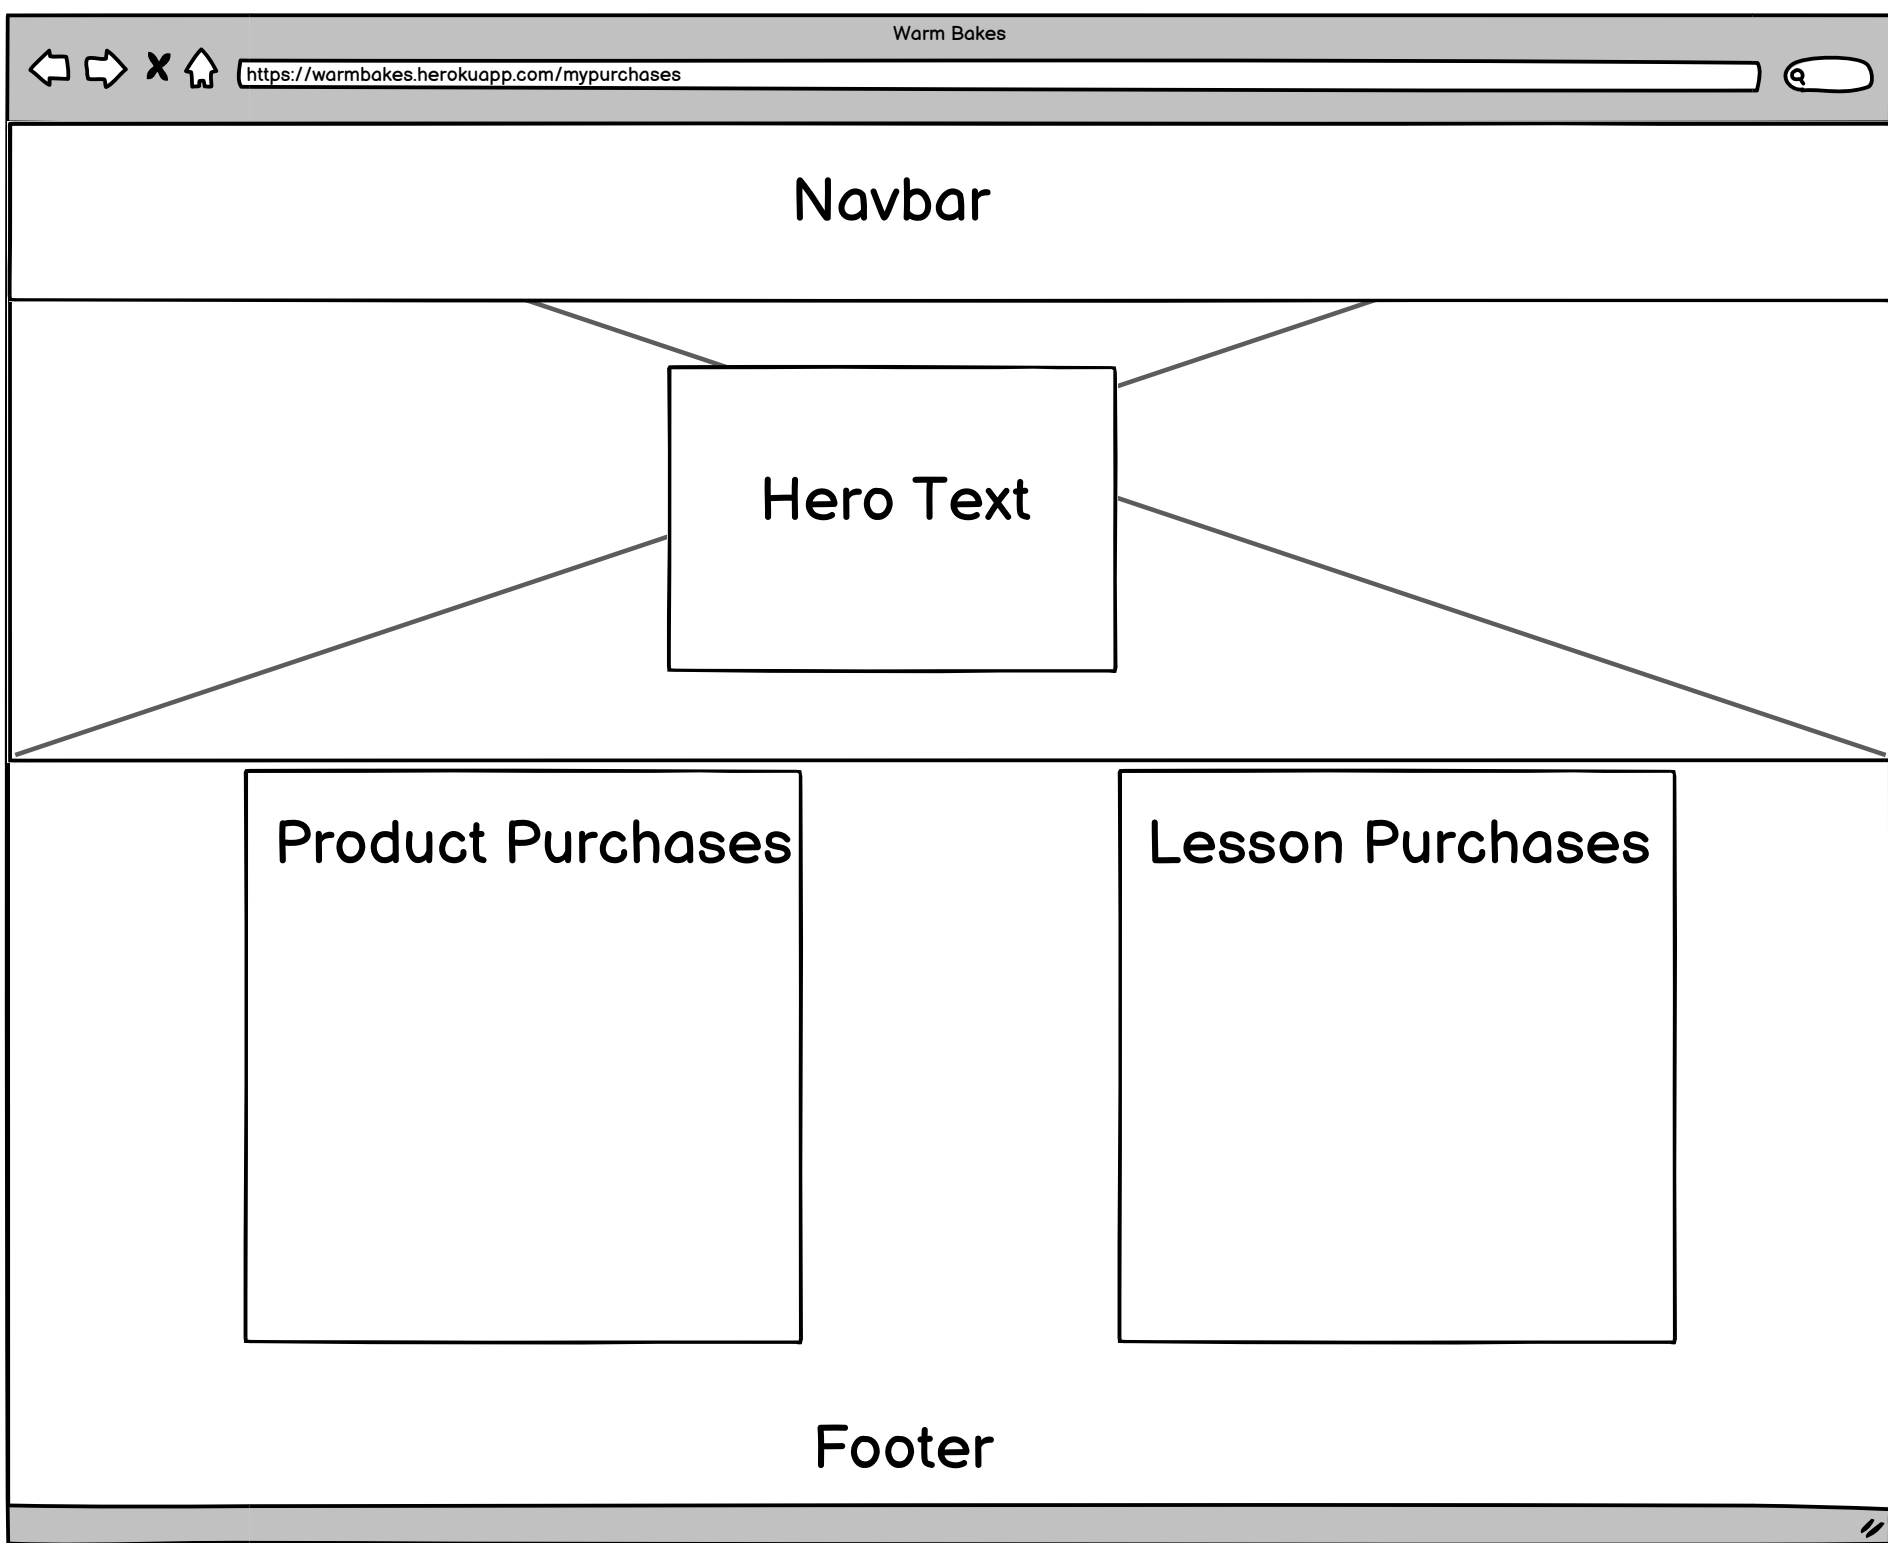 Warm Bakes
https://warmbakes.herokuapp.com/mypurchases
Navbar
Hero Text
Product Purchases
Lesson Purchases
Footer